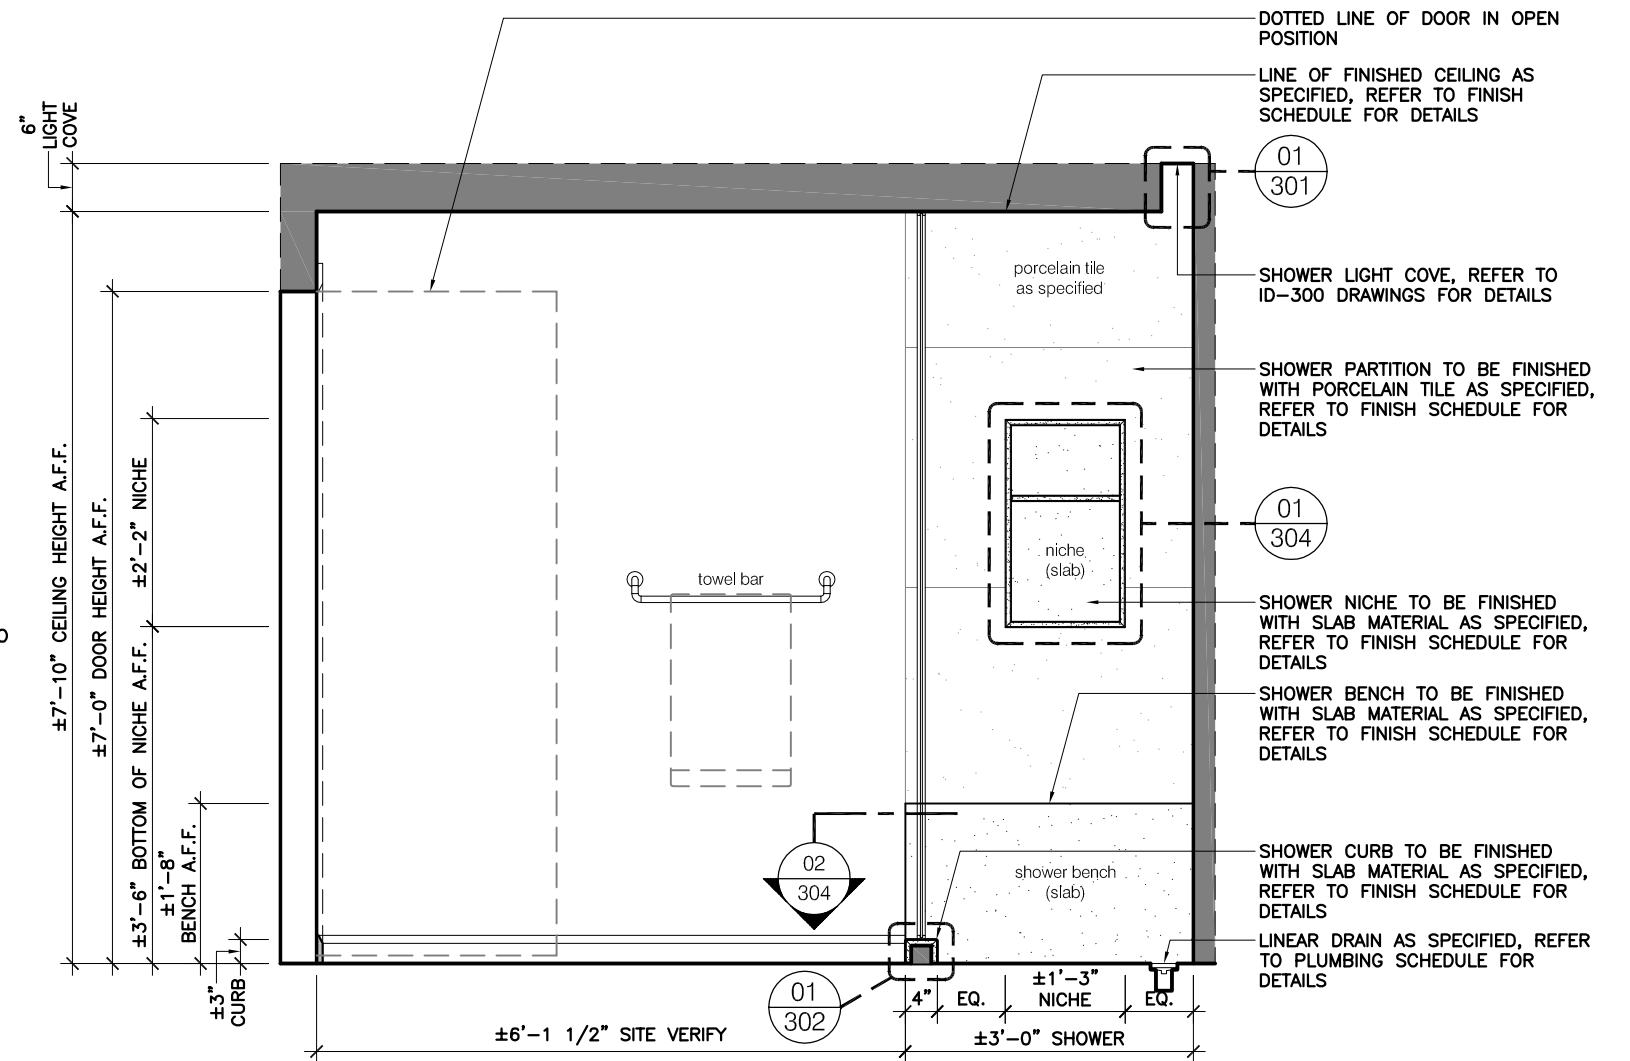 DOTTED LINE OF DOOR IN OPEN
POSITION
LINE OF FINISHED CEILING AS
SPECIFIED, REFER TO FINISH
SCHEDULE FOR DETAILS
6"
LIGHT
COVE
01
301
porcelain tile
as specified
SHOWER LIGHT COVE, REFER TO
ID-300 DRAWINGS FOR DETAILS
SHOWER PARTITION TO BE FINISHED
WITH PORCELAIN TILE AS SPECIFIED,
REFER TO FINISH SCHEDULE FOR
DETAILS
±7'-10" CEILING HEIGHT A.F.F.
±7'-0" DOOR HEIGHT A.F.F.
±2'-2" NICHE
±3'-6" BOTTOM OF NICHE A.F.F.
±1'-8"
BENCH A.F.F.
±3"
CURB
01
304
niche
(slab)
towel bar
SHOWER NICHE TO BE FINISHED
WITH SLAB MATERIAL AS SPECIFIED,
REFER TO FINISH SCHEDULE FOR
DETAILS
SHOWER BENCH TO BE FINISHED
WITH SLAB MATERIAL AS SPECIFIED,
REFER TO FINISH SCHEDULE FOR
DETAILS
02
304
shower bench
(slab)
SHOWER CURB TO BE FINISHED
WITH SLAB MATERIAL AS SPECIFIED,
REFER TO FINISH SCHEDULE FOR
DETAILS
LINEAR DRAIN AS SPECIFIED, REFER
TO PLUMBING SCHEDULE FOR
DETAILS
01
302
4"
EQ.
±1'-3"
NICHE
EQ.
±6'-1 1/2" SITE VERIFY
±3'-0" SHOWER